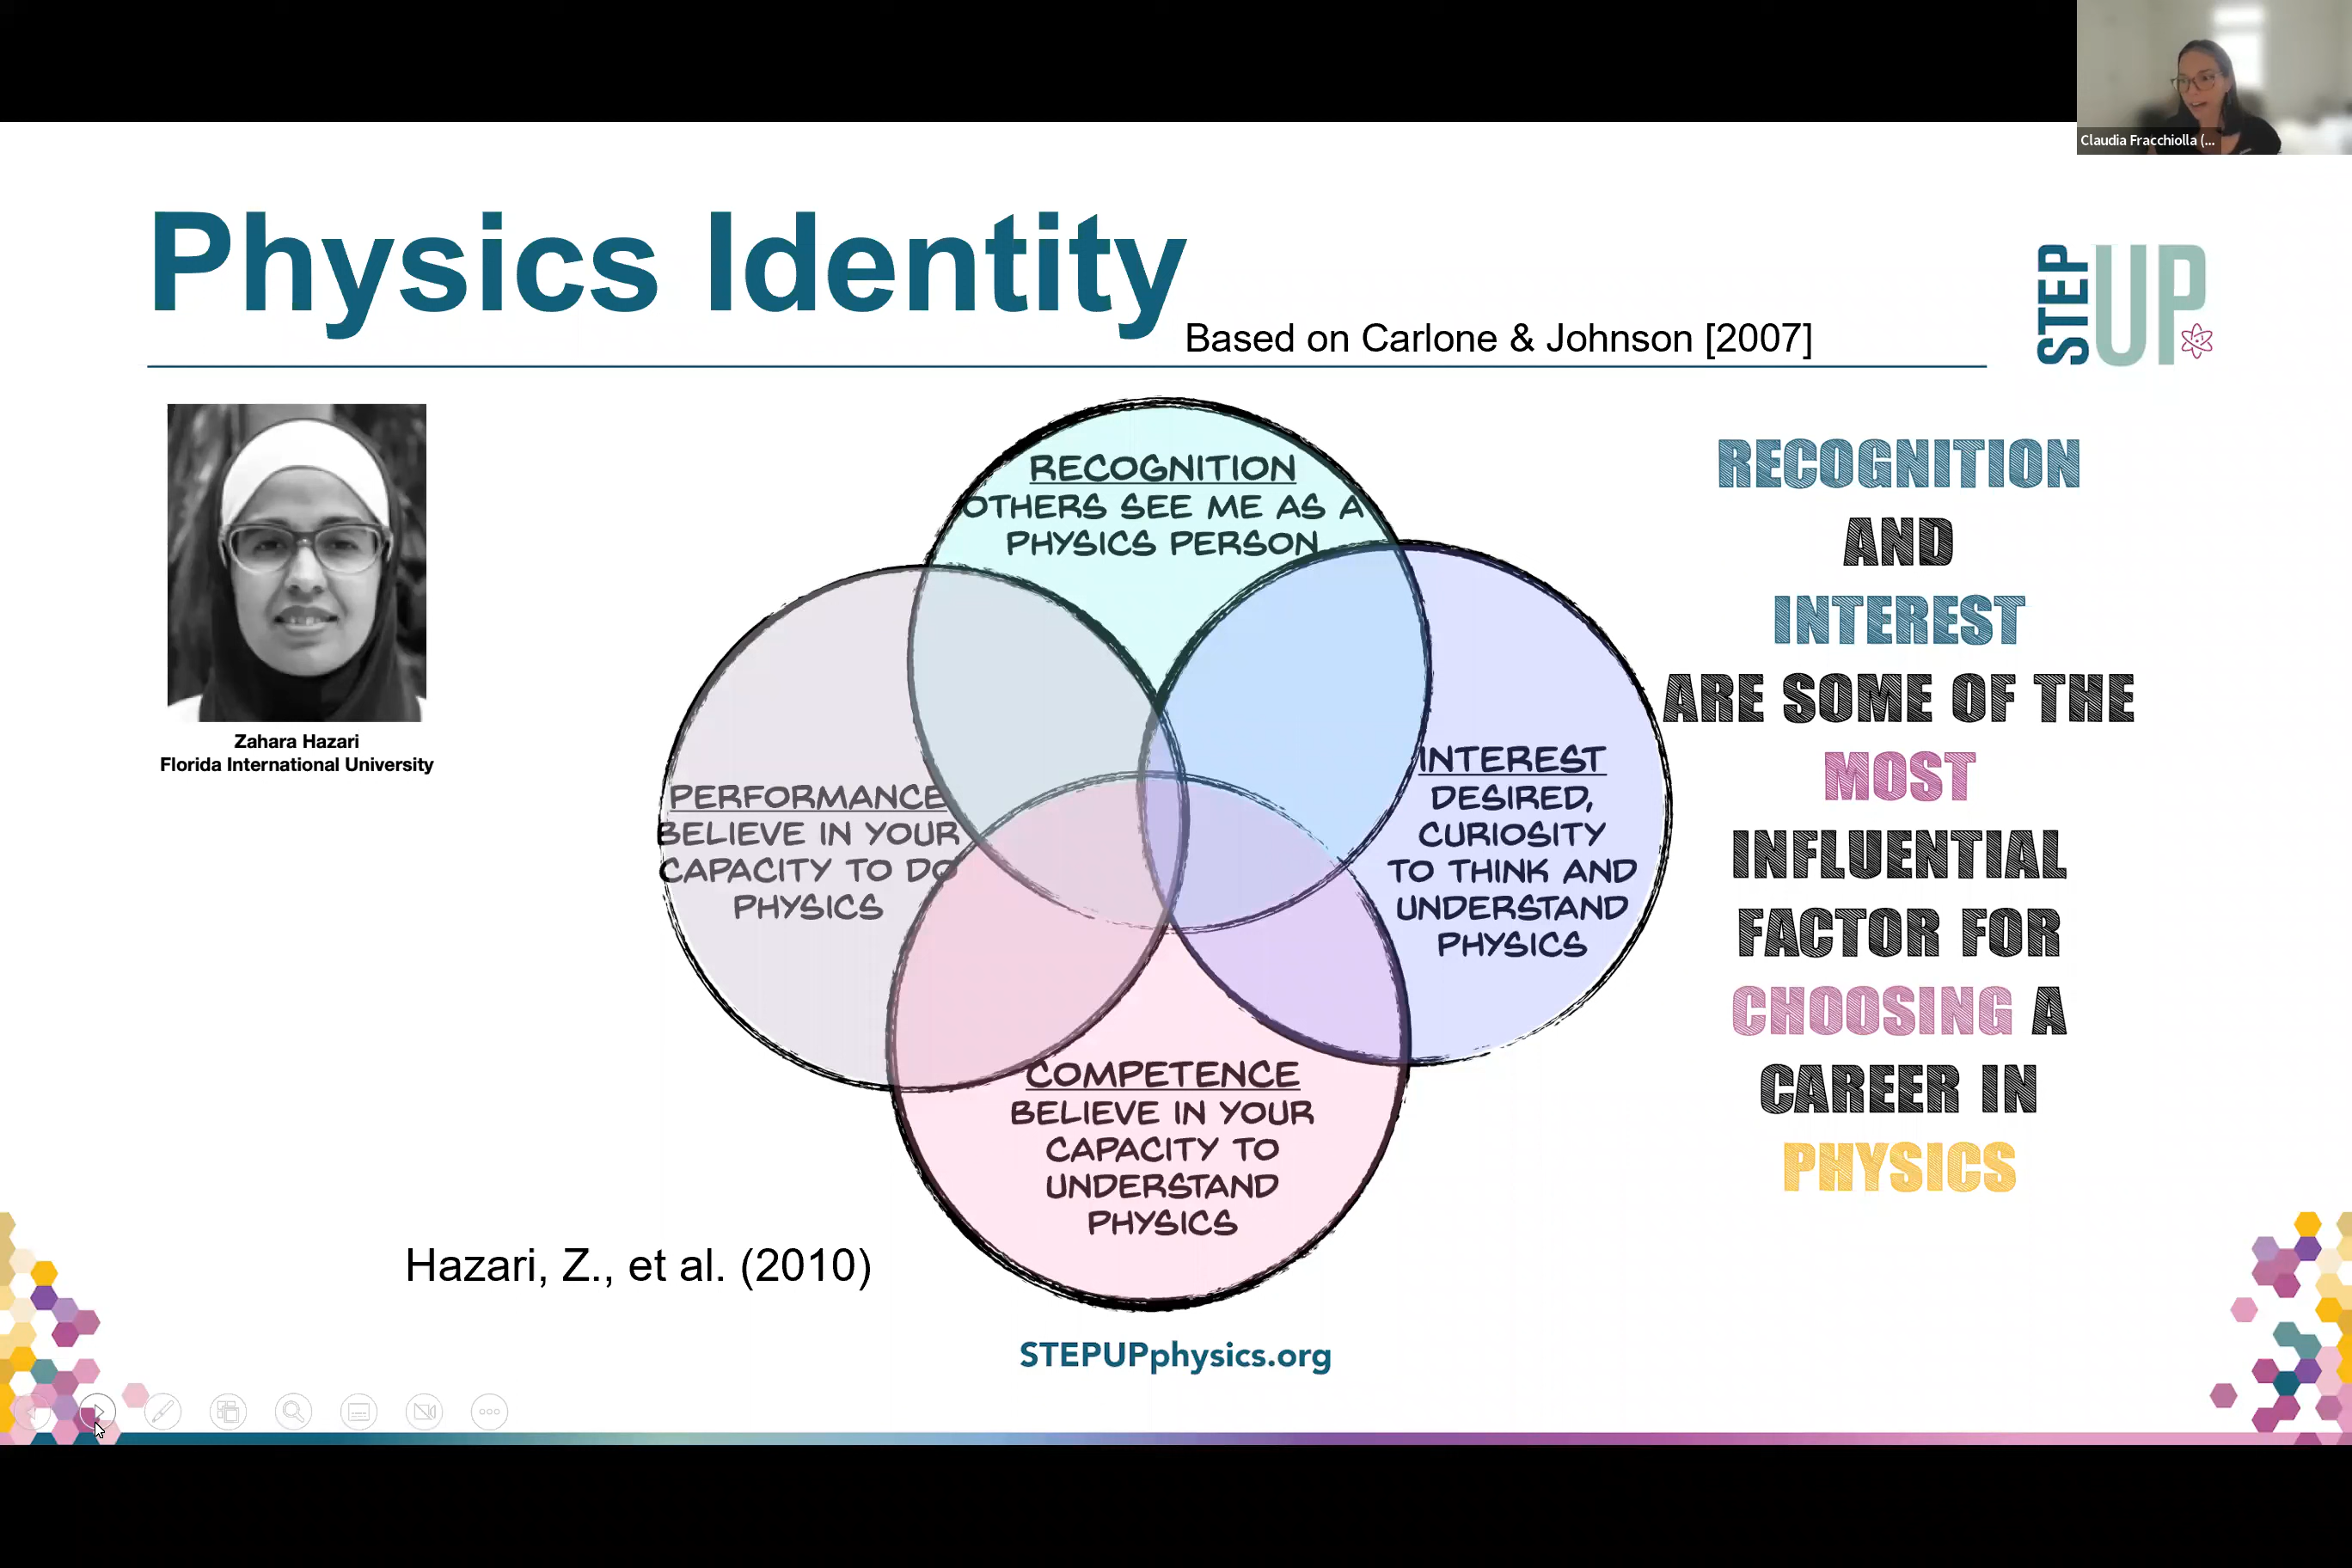 Claudia Fracchiolla (...
Physics Identity
Based on Carlone & Johnson [2007]
STEP UP
Zahara Hazari
Florida International University
RECOGNITION
OTHERS SEE ME AS A
PHYSICS PERSON
PERFORMANCE
BELIEVE IN YOUR
CAPACITY TO DO
PHYSICS
INTEREST
DESIRED,
CURIOSITY
TO THINK AND
UNDERSTAND
PHYSICS
COMPETENCE
BELIEVE IN YOUR
CAPACITY TO
UNDERSTAND
PHYSICS
RECOGNITION
AND
INTEREST
ARE SOME OF THE
MOST
INFLUENTIAL
FACTOR FOR
CHOOSING A
CAREER IN
PHYSICS
Hazari, Z., et al. (2010)
STEPUPphysics.org